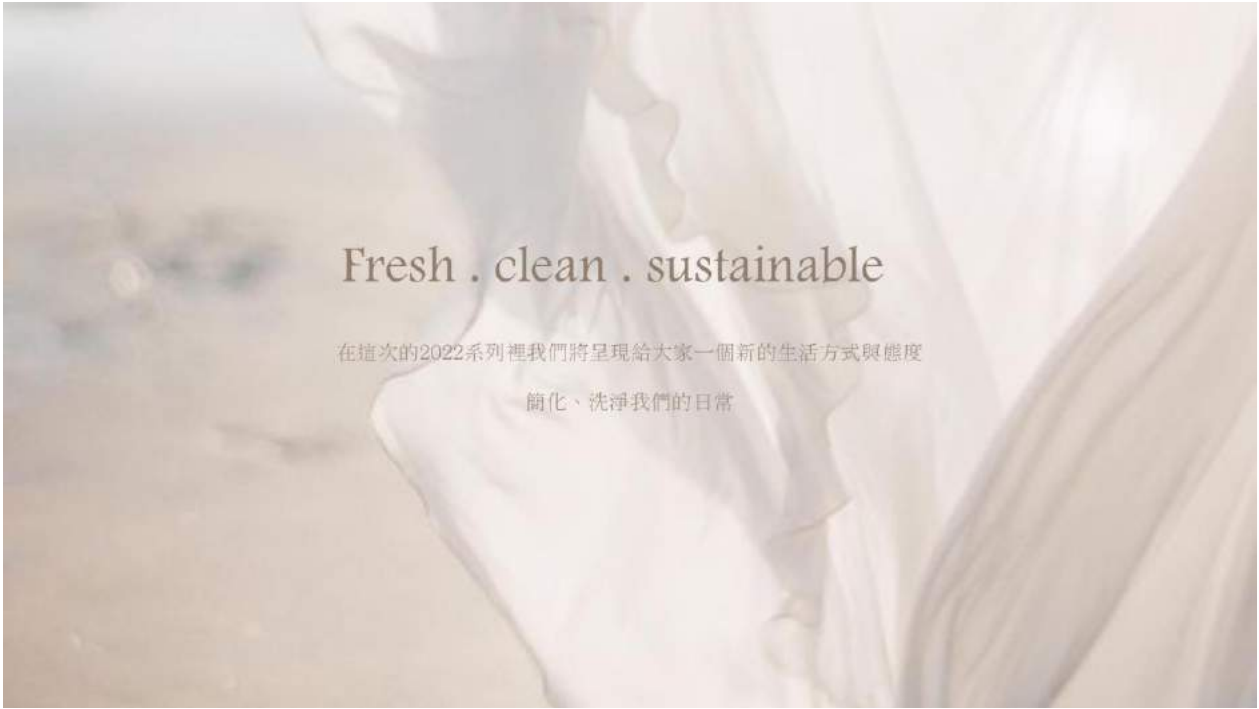 Fresh . clean . sustainable
在這次的2022系列裡我們將呈現給大家一個新的生活方式與態度
簡化、洗淨我們的日常